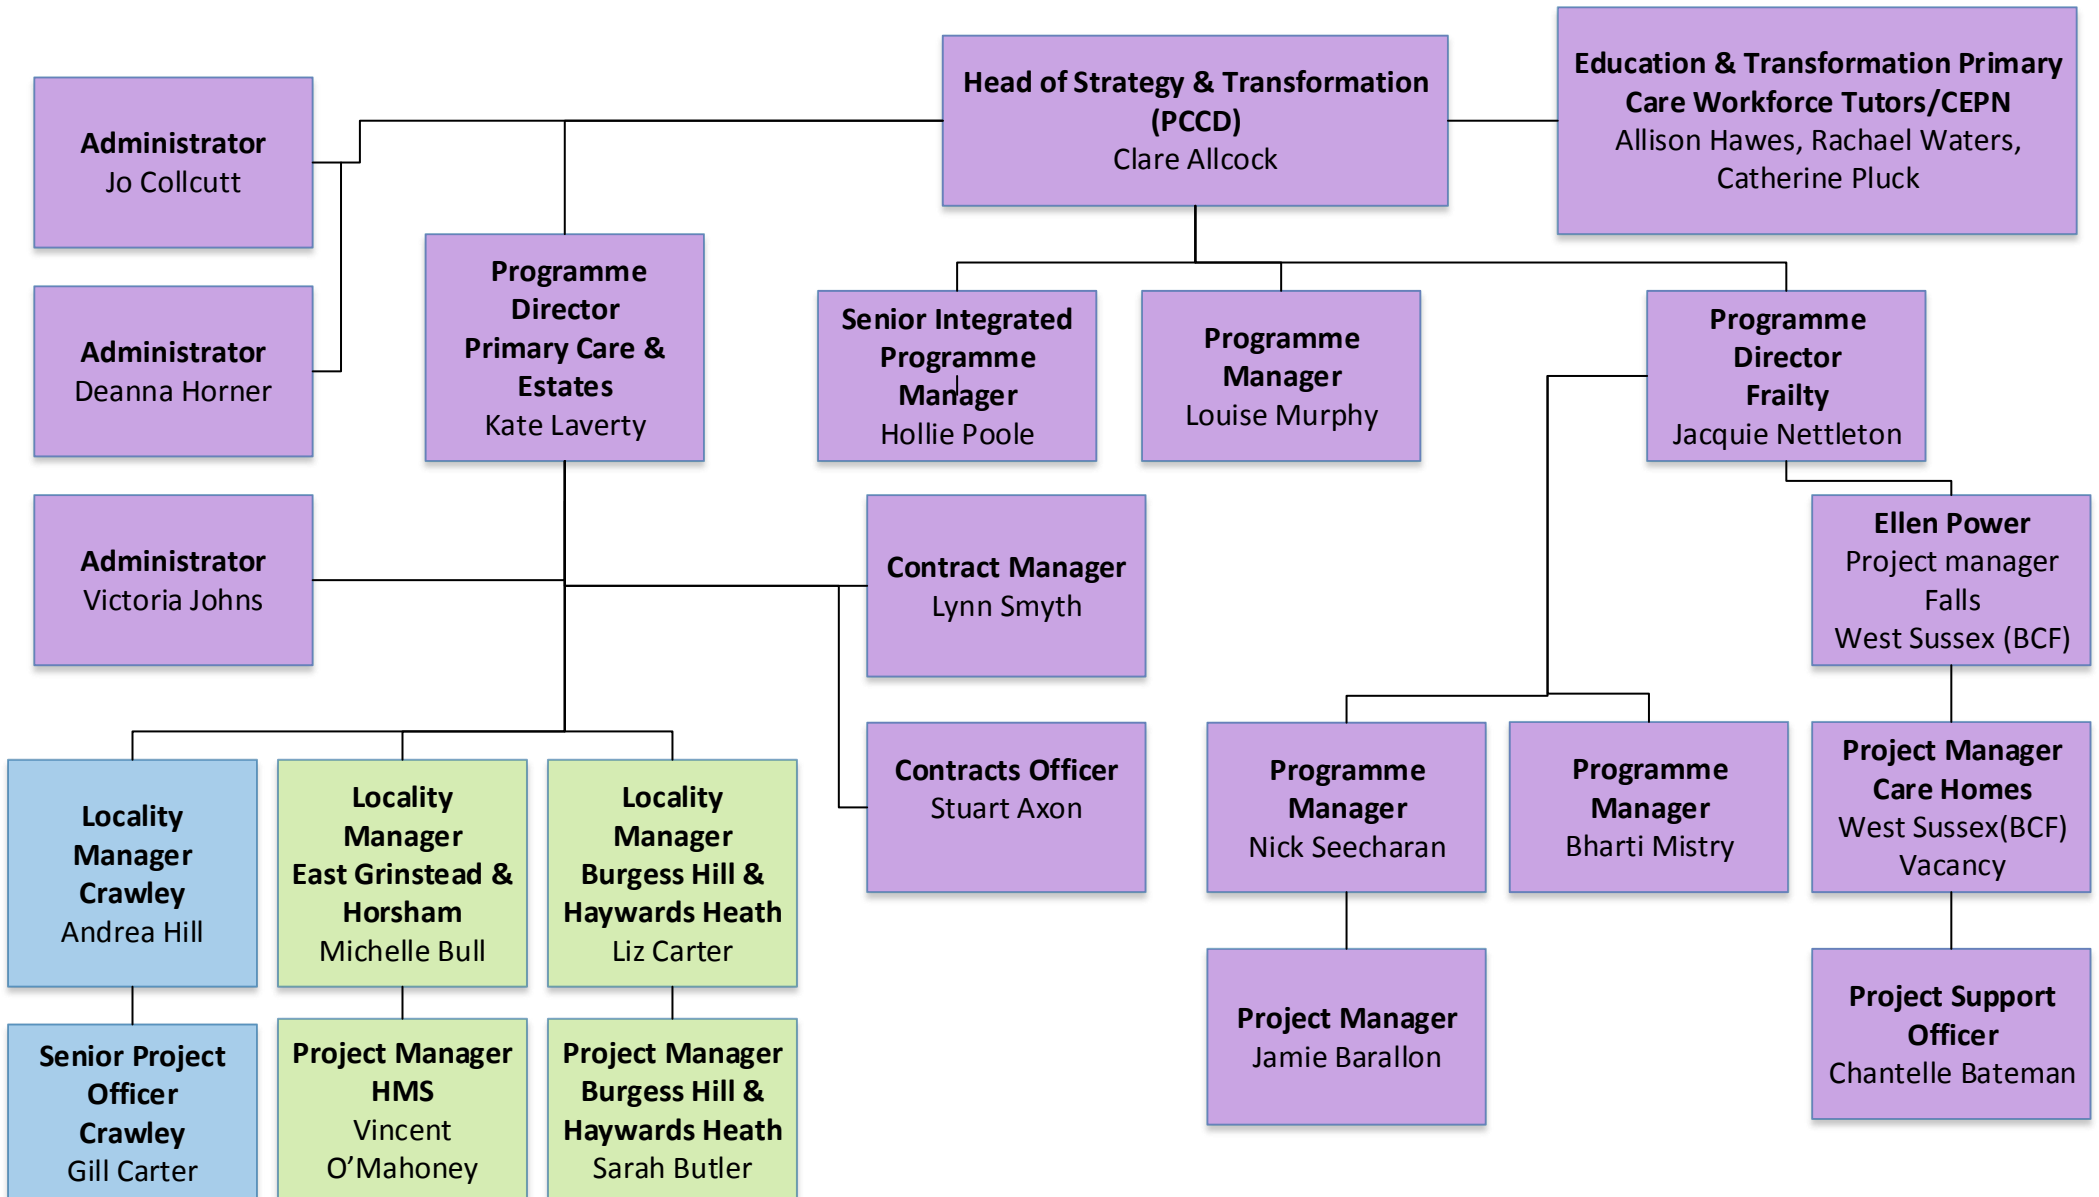 Head of Strategy & Transformation
(PCCD)
Clare Allcock
Education & Transformation Primary
Care Workforce Tutors/CEPN
Allison Hawes, Rachael Waters,
Catherine Pluck
Administrator
Jo Collcutt
Administrator
Deanna Horner
Programme
Director
Primary Care &
Estates
Kate Laverty
Senior Integrated
Programme
Manager
Hollie Poole
Programme
Manager
Louise Murphy
Programme
Director
Frailty
Jacquie Nettleton
Administrator
Victoria Johns
Contract Manager
Lynn Smyth
Ellen Power
Project manager
Falls
West Sussex (BCF)
Contracts Officer
Stuart Axon
Programme
Manager
Nick Seecharan
Programme
Manager
Bharti Mistry
Project Manager
Care Homes
West Sussex(BCF)
Vacancy
Locality
Manager
Crawley
Andrea Hill
Locality
Manager
East Grinstead &
Horsham
Michelle Bull
Locality
Manager
Burgess Hill &
Haywards Heath
Liz Carter
Project Manager
Jamie Barallon
Project Support
Officer
Chantelle Bateman
Senior Project
Officer
Crawley
Gill Carter
Project Manager
HMS
Vincent
O’Mahoney
Project Manager
Burgess Hill &
Haywards Heath
Sarah Butler